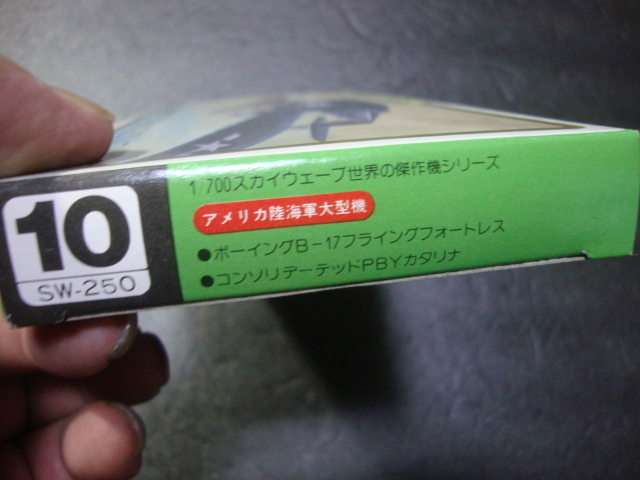 10
SW-250
1/700スカイウェーブ世界の傑作機シリーズ
アメリカ陸海軍大型機
●ボーイングB-17フライングフォートレス
●コンソリデーテッドPBYカタリナ